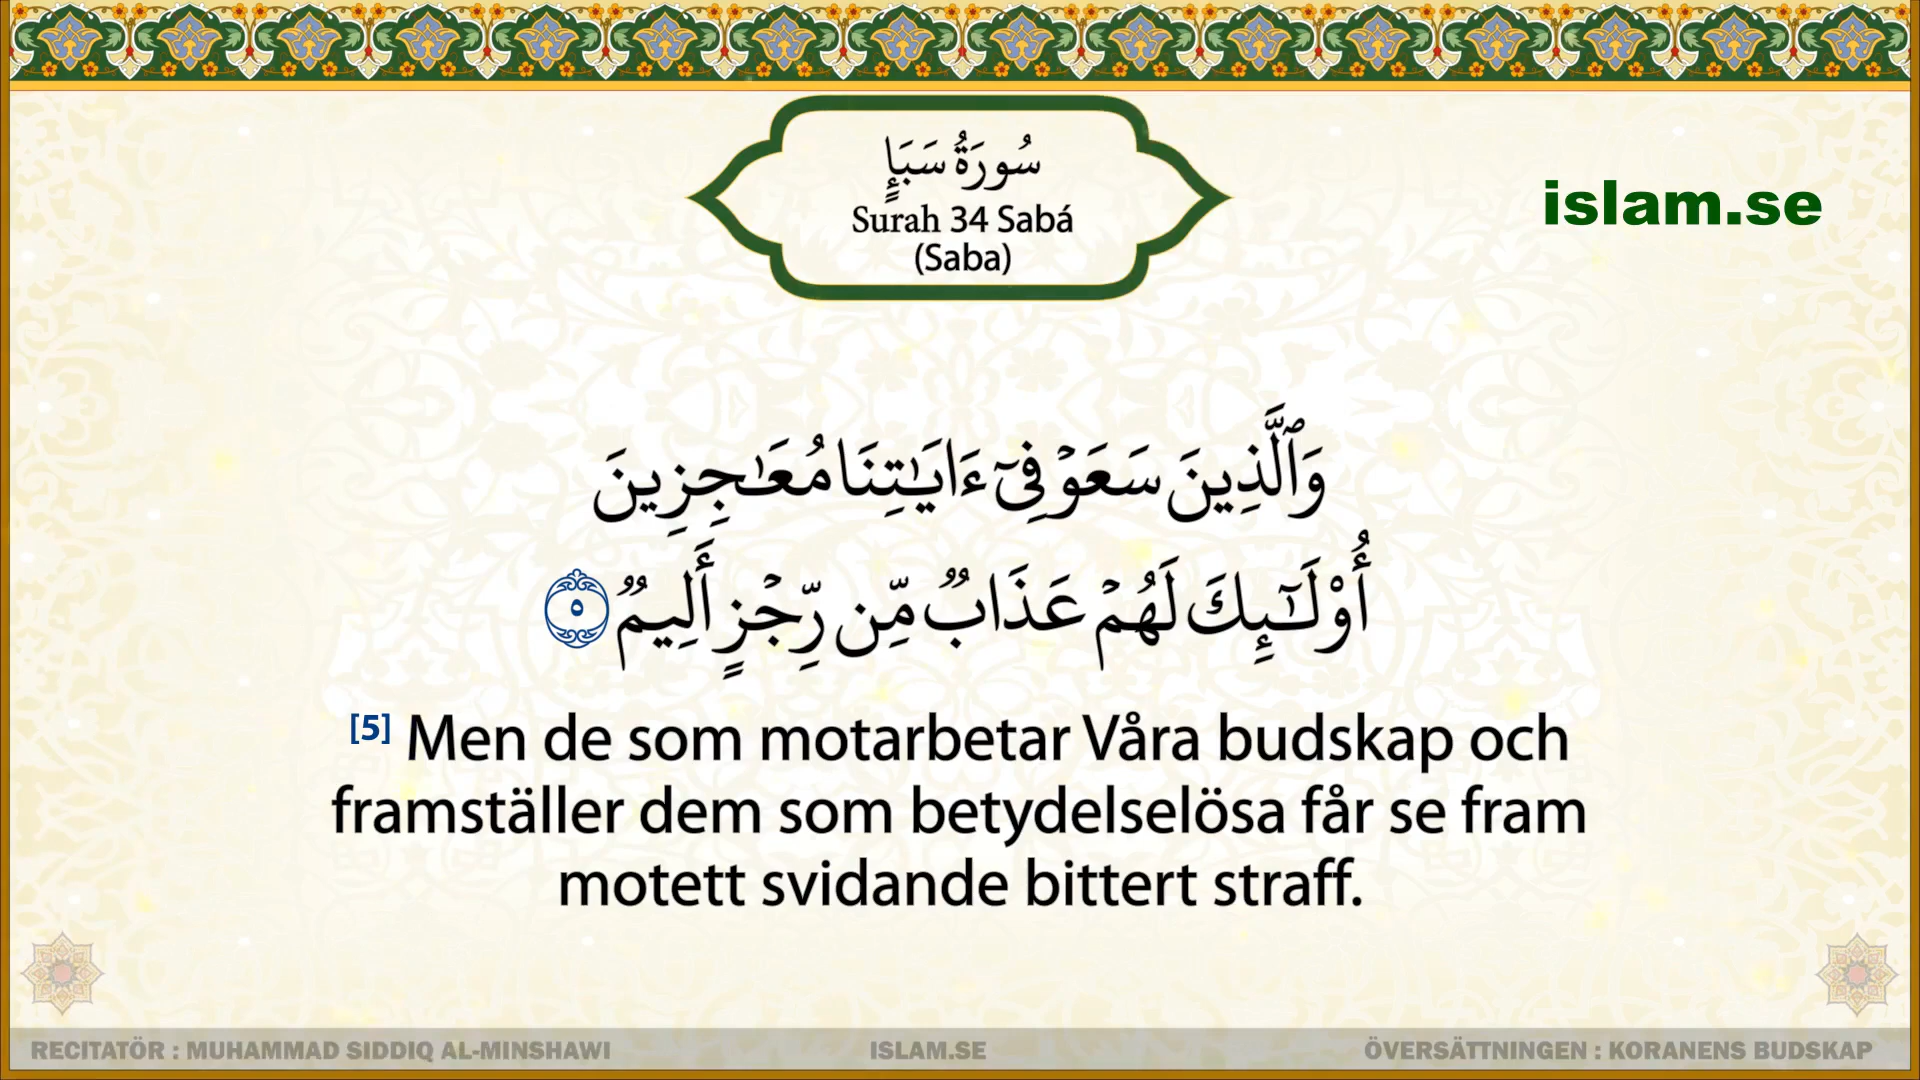 سُورَةُ سَبَإٍ
Surah 34 Sabá
(Saba)
islam.se
وَٱلَّذِينَ سَعَوۡ فِيٓ ءَايَٰتِنَا مُعَٰجِزِينَ
أُوْلَٰٓئِكَ لَهُمۡ عَذَابٞ مِّن رِّجۡزٍ أَلِيمٞ ٥
[5] Men de som motarbetar Våra budskap och
framställer dem som betydelselösa får se fram
motett svidande bittert straff.
RECITATÖR : MUHAMMAD SIDDIQ AL-MINSHAWI
ISLAM.SE
ÖVERSÄTTNINGEN : KORANENS BUDSKAP